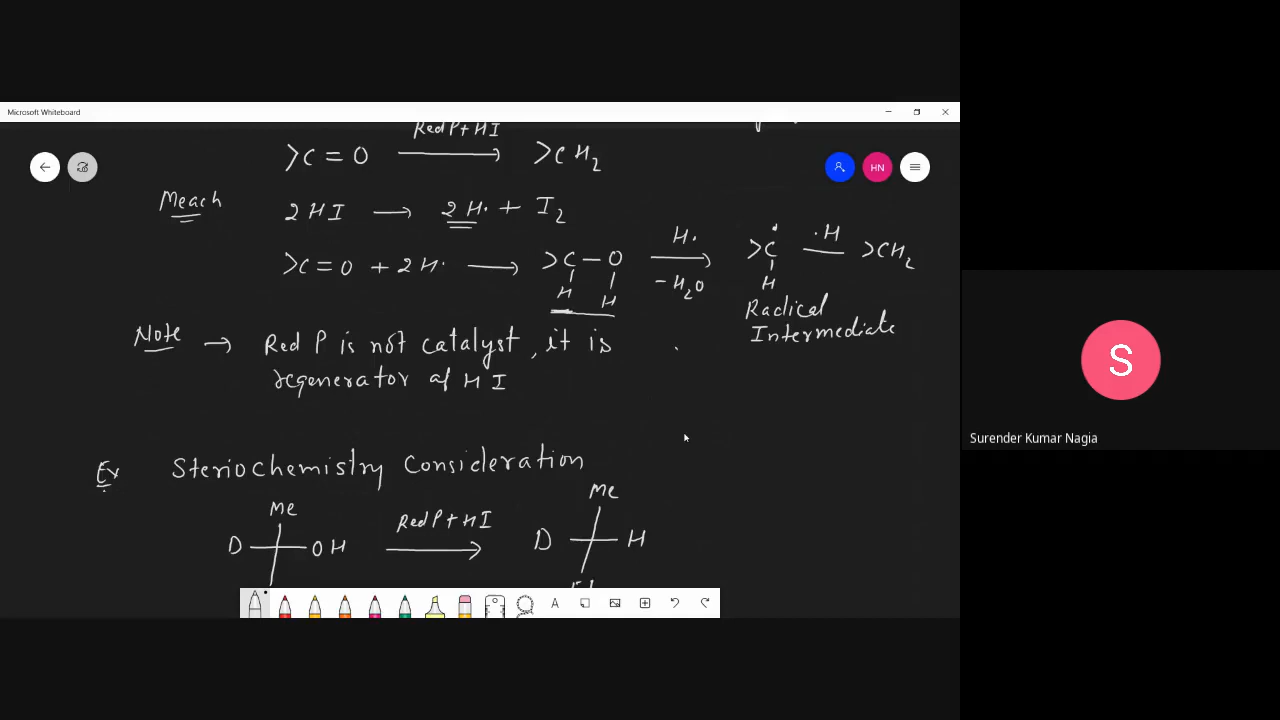 Microsoft Whiteboard
Red P + HI
>C = O → >CH2
Meach
2HI → 2H· + I2
>C = O + 2H· → >C - O
H H
H·
- H2O
>C·
H
·H
>CH2
Radical
Intermediate
Note → Red P is not catalyst, it is
regenerator of HI
Ex Steriochemistry Consideration
Me
D OH
Red P + HI
Me
D H
HN
S
Surender Kumar Nagia
A